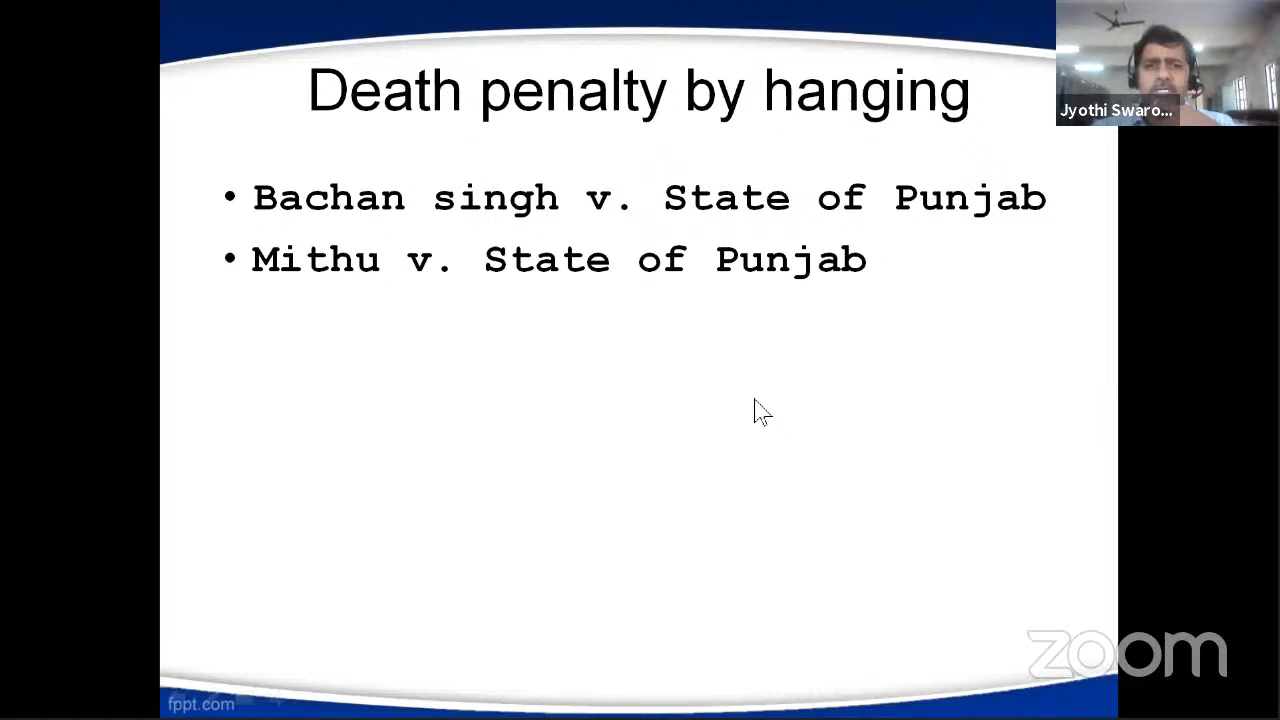 Death penalty by hanging
Jyothi Swaro...
• Bachan singh v. State of Punjab
• Mithu v. State of Punjab
zoom
fppt.com